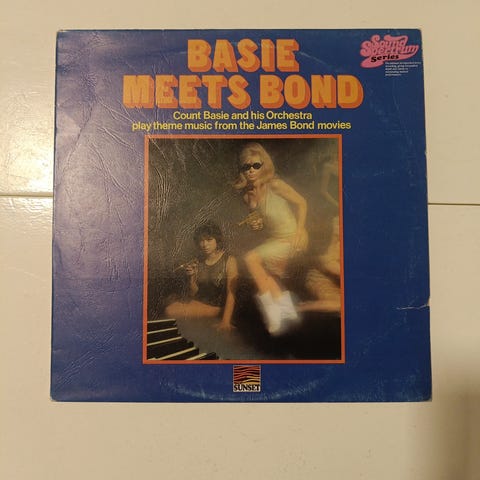 BASIE
MEETS BOND
Count Basie and his Orchestra
play theme music from the James Bond movies
Sound
Spectrum
Series
SUNSET